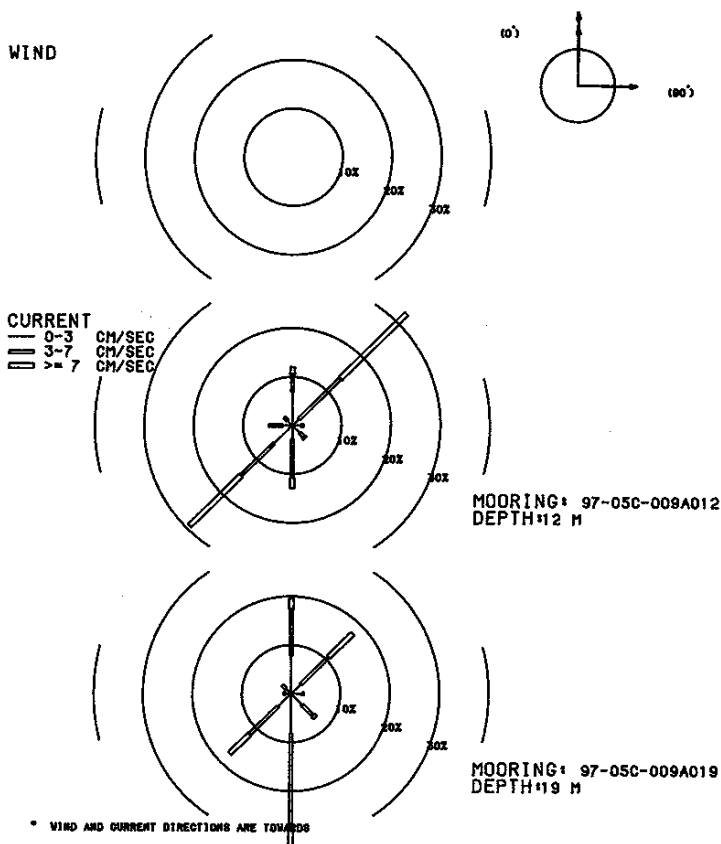 WIND
(0°)
(90°)
10%
20%
30%
CURRENT
0-3 CM/SEC
3-7 CM/SEC
>= 7 CM/SEC
10%
20%
30%
MOORING: 97-05C-009A012
DEPTH:12 M
10%
20%
30%
MOORING: 97-05C-009A019
DEPTH:19 M
* WIND AND CURRENT DIRECTIONS ARE TOWARDS